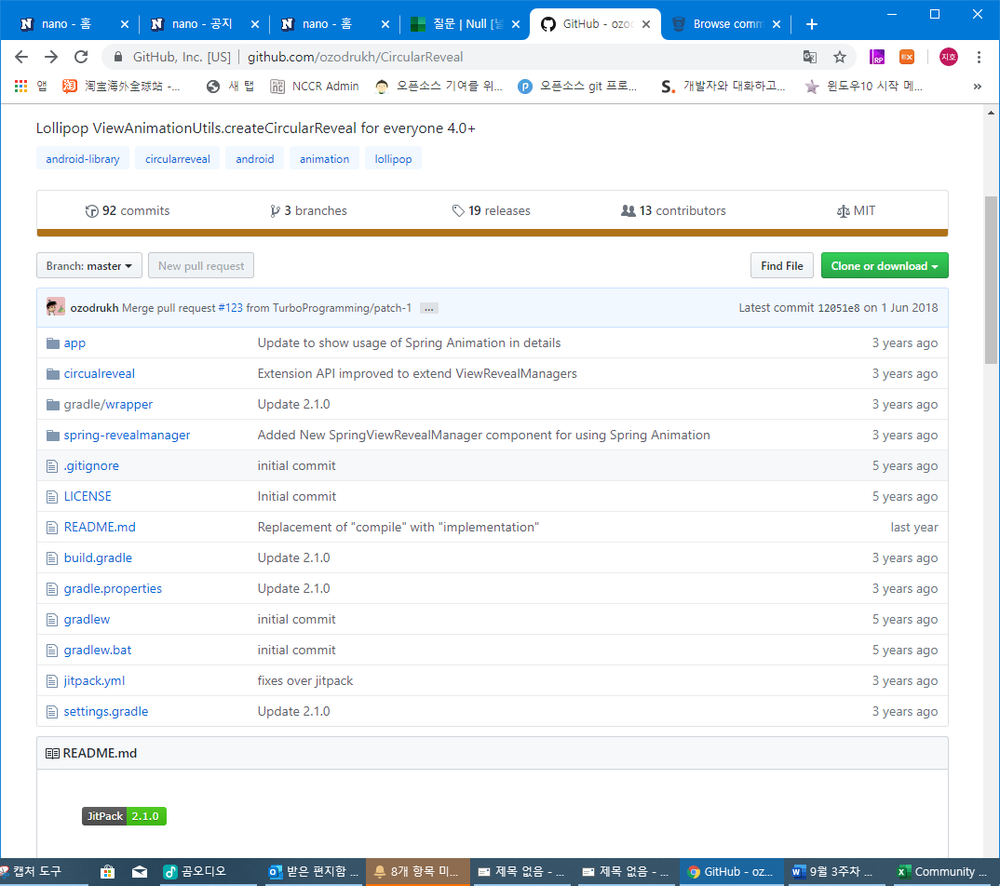 nano - 홈
nano - 공지
nano - 홈
질문 | Null [널
GitHub - ozo
Browse comm
GitHub, Inc. [US] | github.com/ozodrukh/CircularReveal
RP
지호
앱
淘
淘宝海外全球站 -...
새 탭
NCCR Admin
오픈소스 기여를 위...
오픈소스 git 프로...
S.
개발자와 대화하고...
윈도우10 시작 메...
»
Lollipop ViewAnimationUtils.createCircularReveal for everyone 4.0+
android-library
circularreveal
android
animation
lollipop
92 commits
3 branches
19 releases
13 contributors
MIT
Branch: master
New pull request
Find File
Clone or download
ozodrukh Merge pull request #123 from TurboProgramming/patch-1 ...
Latest commit 12051e8 on 1 Jun 2018
app Update to show usage of Spring Animation in details 3 years ago
circualreveal Extension API improved to extend ViewRevealManagers 3 years ago
gradle/wrapper Update 2.1.0 3 years ago
spring-revealmanager Added New SpringViewRevealManager component for using Spring Animation 3 years ago
.gitignore initial commit 5 years ago
LICENSE Initial commit 5 years ago
README.md Replacement of "compile" with "implementation" last year
build.gradle Update 2.1.0 3 years ago
gradle.properties Update 2.1.0 3 years ago
gradlew initial commit 5 years ago
gradlew.bat initial commit 5 years ago
jitpack.yml fixes over jitpack 3 years ago
settings.gradle Update 2.1.0 3 years ago
README.md
JitPack 2.1.0
캡처 도구
곰오디오
받은 편지함 ...
8개 항목 미...
제목 없음 - ...
제목 없음 - ...
GitHub - oz...
9월 3주차 ...
Community ...